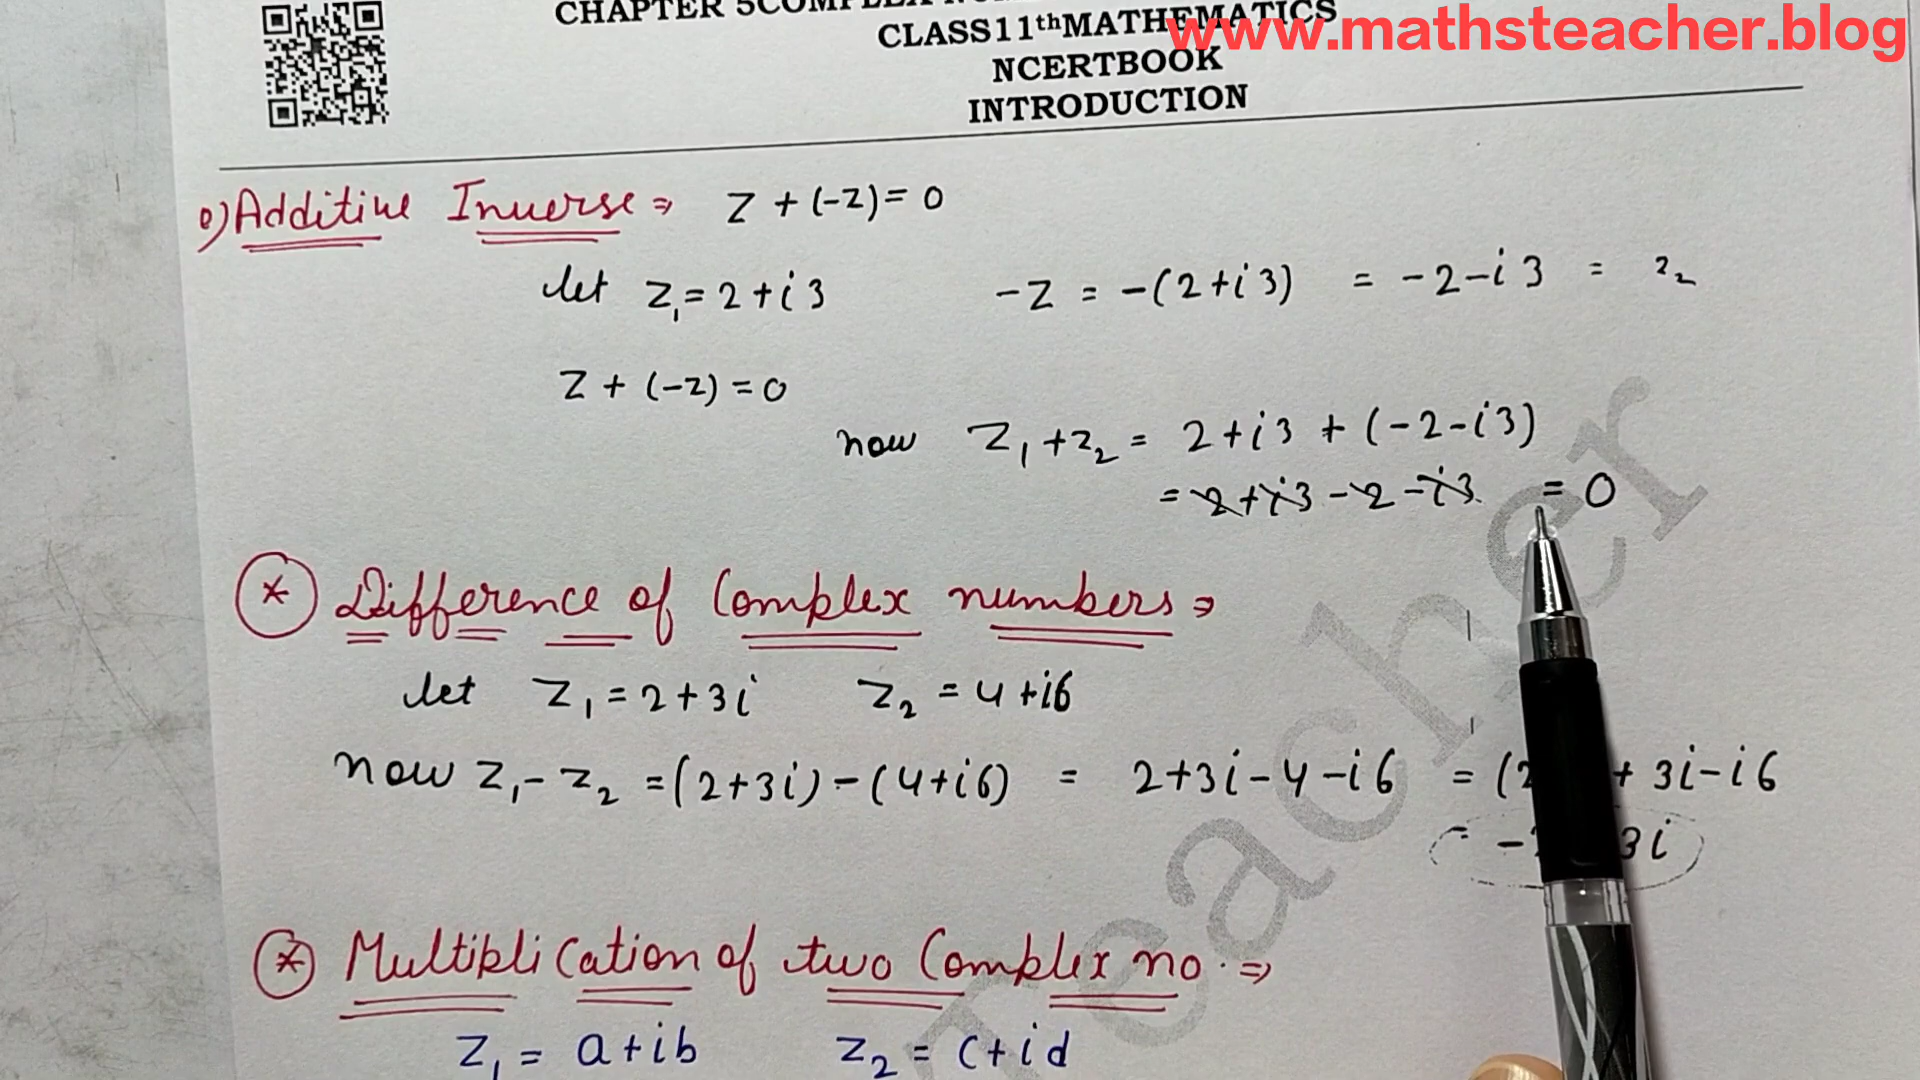 www.mathsteacher.blog
CHAPTER 5
CLASS11thMATHEMATICS
NCERTBOOK
INTRODUCTION
e) Additive Inverse ⇒ Z + (-Z) = 0
let Z₁ = 2 + i3 -Z = -(2+i3) = -2-i3 = z₂
Z + (-Z) = 0
now Z₁ + Z₂ = 2 + i3 + (-2-i3)
= 2+i3 -2 -i3 = 0
* Difference of Complex numbers ⇒
let Z₁ = 2 + 3i Z₂ = 4 + i6
now Z₁ - Z₂ = (2+3i) - (4+i6) = 2+3i-4-i6 = (2 + 3i-i6
= - 3i
* Multiplication of two Complex no. ⇒
Z₁ = a + ib Z₂ = c + id
Teacher